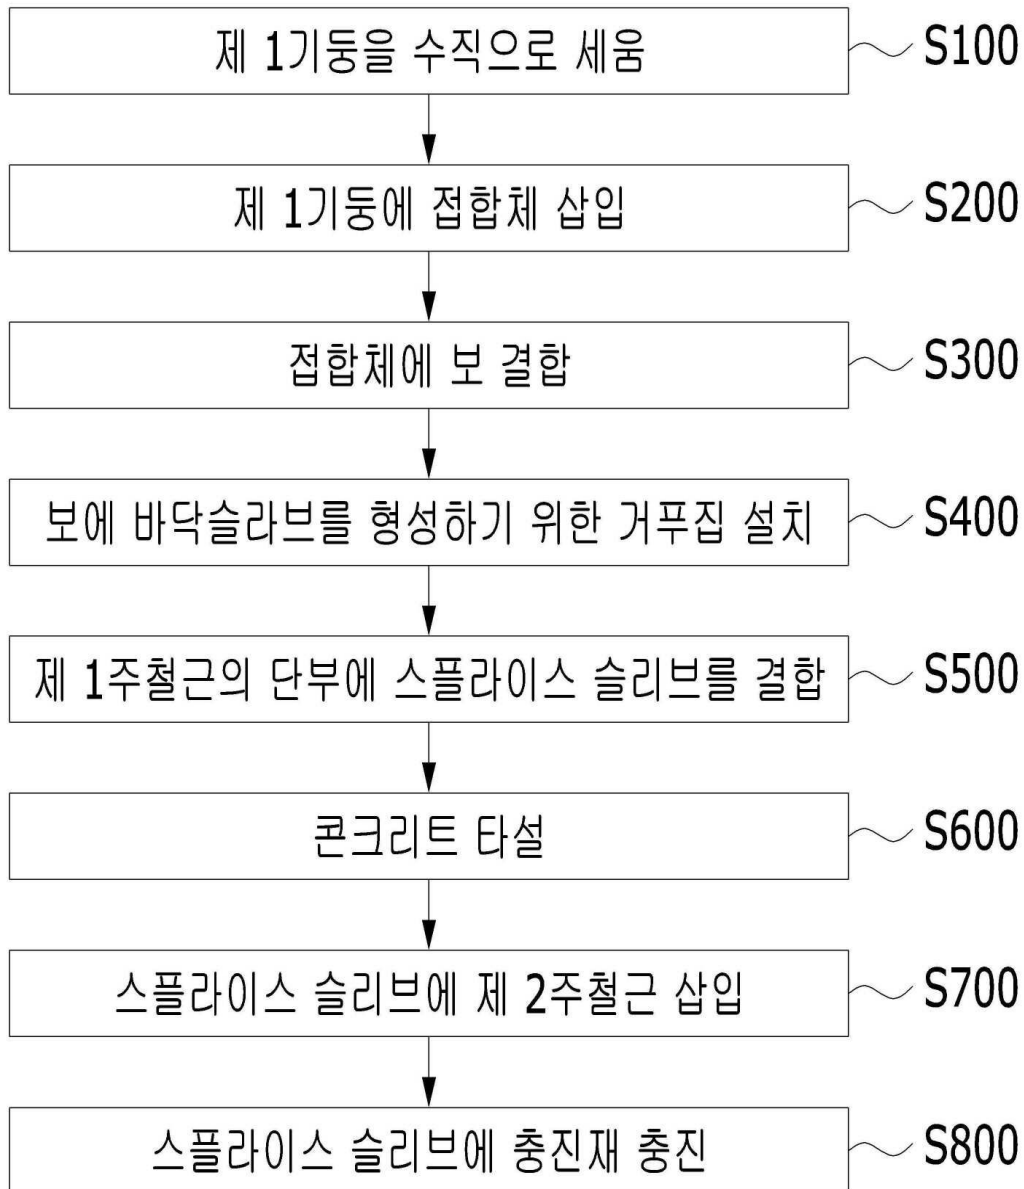 제 1기둥을 수직으로 세움 S100
제 1기둥에 접합체 삽입 S200
접합체에 보 결합 S300
보에 바닥슬라브를 형성하기 위한 거푸집 설치 S400
제 1주철근의 단부에 스플라이스 슬리브를 결합 S500
콘크리트 타설 S600
스플라이스 슬리브에 제 2주철근 삽입 S700
스플라이스 슬리브에 충진재 충진 S800